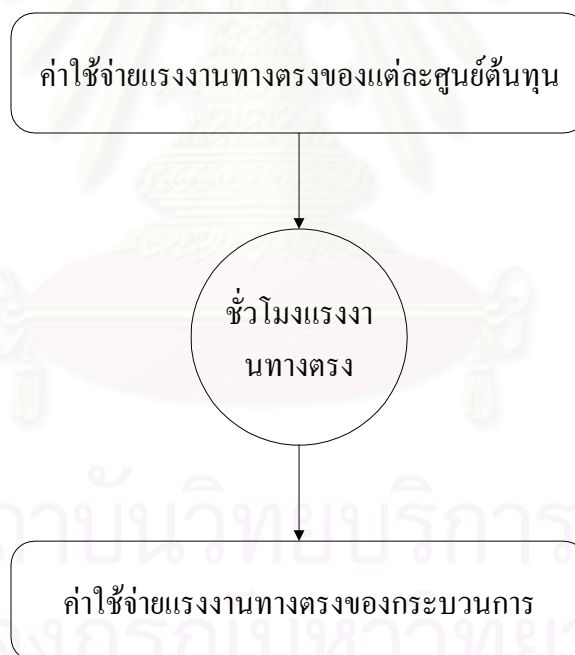 ค่าใช้จ่ายแรงงานทางตรงของแต่ละศูนย์ต้นทุน
ชั่วโมงแรงงา
นทางตรง
ค่าใช้จ่ายแรงงานทางตรงของกระบวนการ